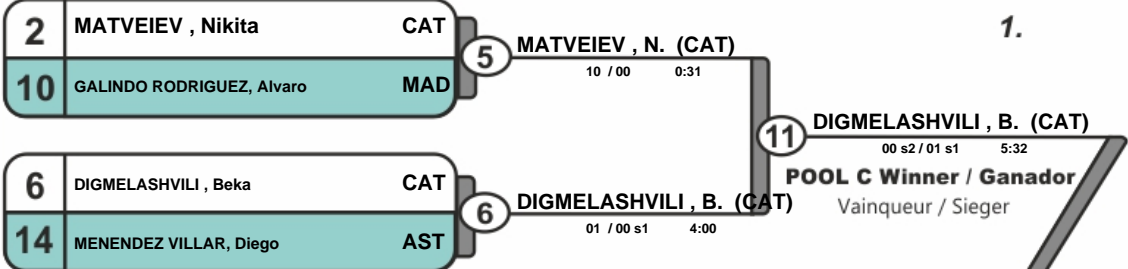 2 MATVEIEV , Nikita CAT
10 GALINDO RODRIGUEZ, Alvaro MAD
5
MATVEIEV , N. (CAT)
10 / 00 0:31
6 DIGMELASHVILI , Beka CAT
14 MENENDEZ VILLAR, Diego AST
6
DIGMELASHVILI , B. (CAT)
01 / 00 s1 4:00
1.
11
DIGMELASHVILI , B. (CAT)
00 s2 / 01 s1 5:32
POOL C Winner / Ganador
Vainqueur / Sieger